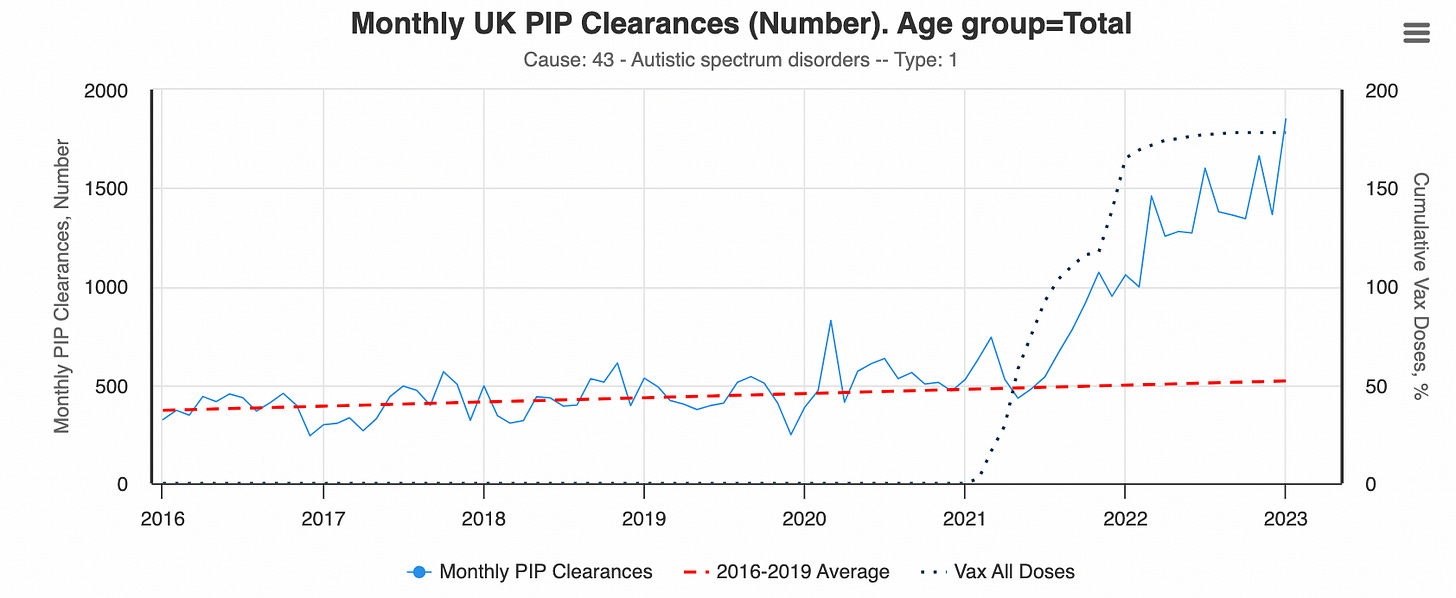 Monthly UK PIP Clearances (Number). Age group=Total
Cause: 43 - Autistic spectrum disorders -- Type: 1
Monthly PIP Clearances, Number
2000
1500
1000
500
0
200
150
100
50
0
Cumulative Vax Doses, %
2016 2017 2018 2019 2020 2021 2022 2023
Monthly PIP Clearances 2016-2019 Average Vax All Doses